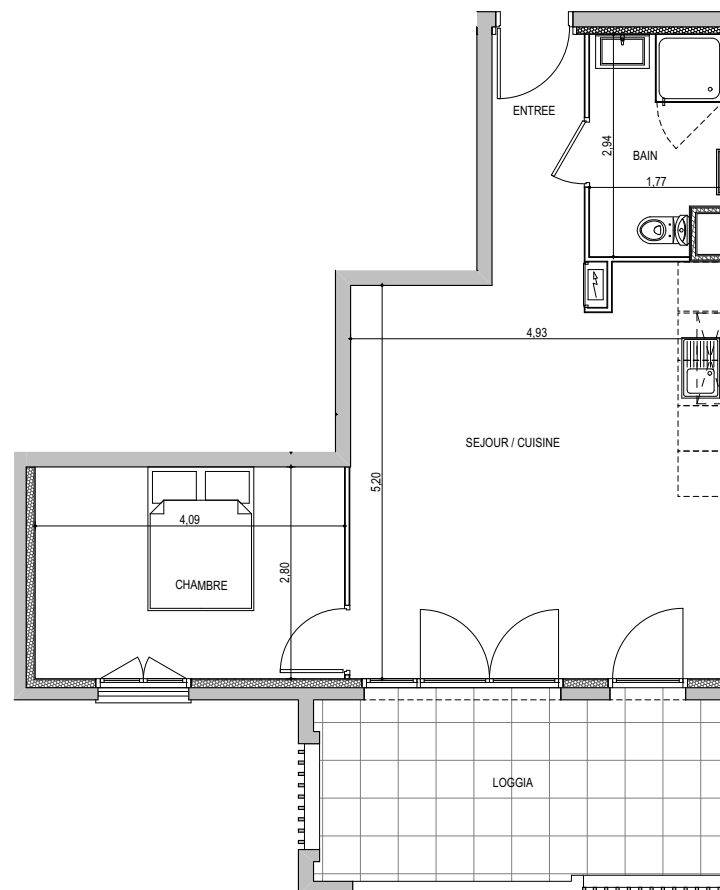 ENTREE
2,94
BAIN
1,77
4,93
SEJOUR / CUISINE
5,20
4,09
2,80
CHAMBRE
LOGGIA